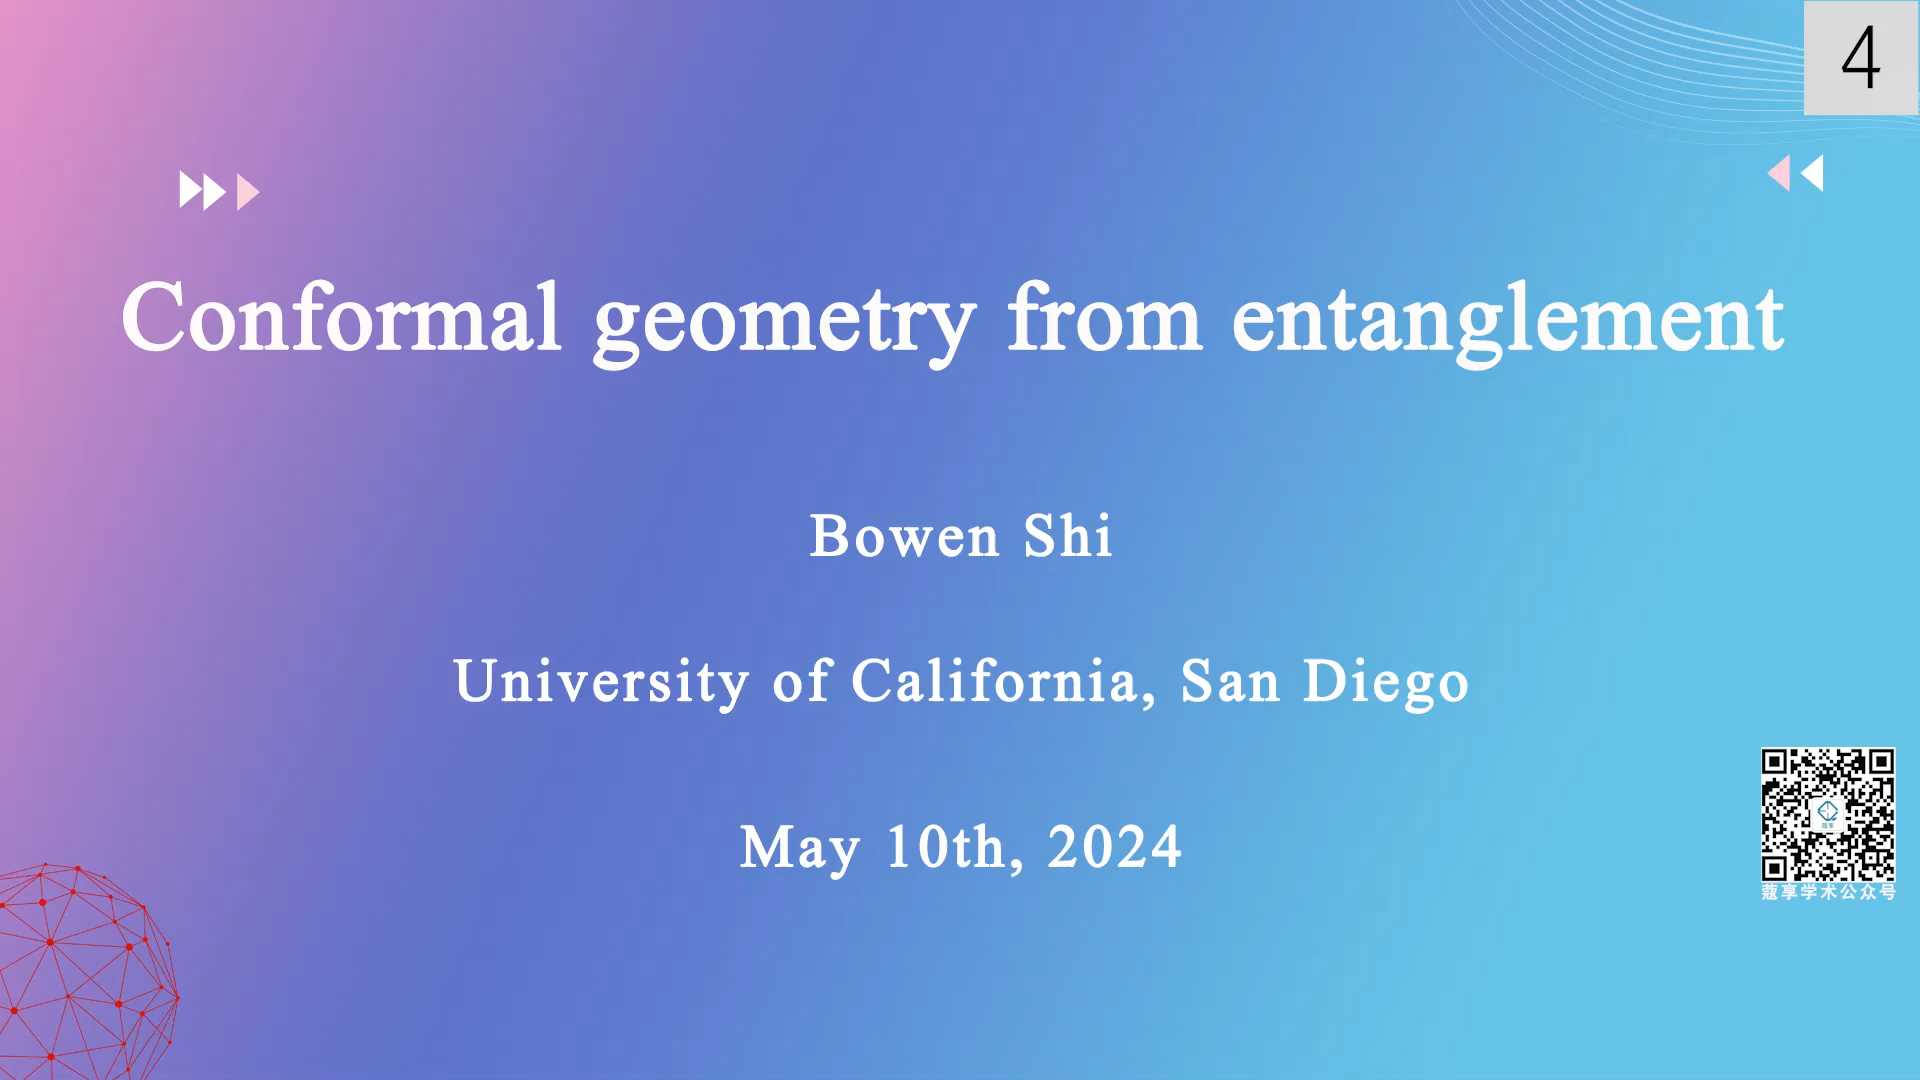 4
Conformal geometry from entanglement
Bowen Shi
University of California, San Diego
May 10th, 2024
蔻享学术公众号